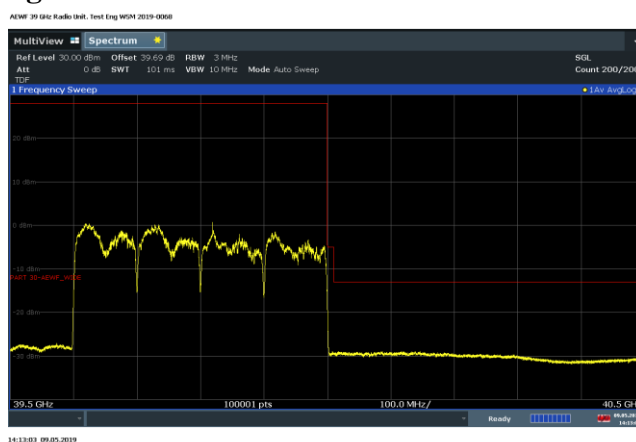 AEWF 39 GHz Radio Unit. Test Eng WSM 2019-0068
MultiView Spectrum
Ref Level 30.00 dBm Offset 39.69 dB RBW 3 MHz SGL
Att 0 dB SWT 101 ms VBW 10 MHz Mode Auto Sweep Count 200/200
TDF
1 Frequency Sweep 1Av AvgLog
20 dBm
10 dBm
0 dBm
-10 dBm
PART 30-AEWF_WI66
-20 dBm
-30 dBm
39.5 GHz 100001 pts 100.0 MHz/ 40.5 GH
Ready
14:13:03 09.05.2019